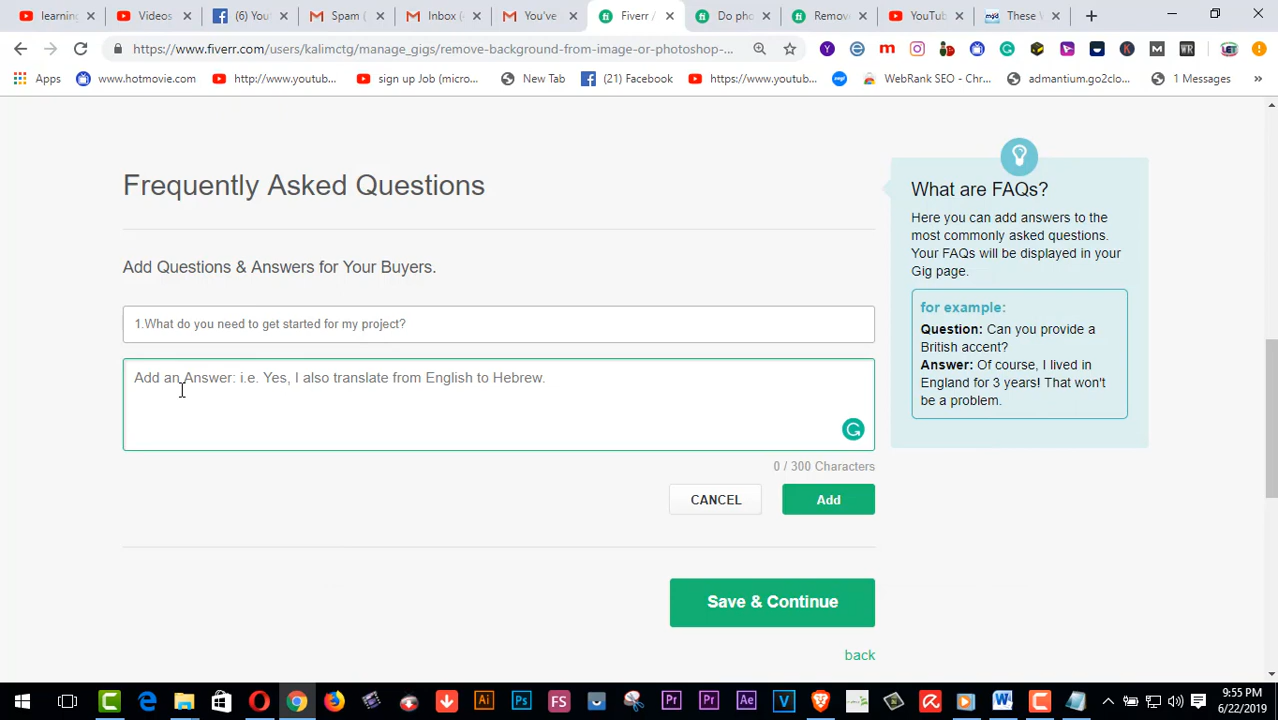 learning
Videos
(6) You
Spam (
Inbox (
You've
Fiverr /
Do pho
Remove
YouTu
These V
https://www.fiverr.com/users/kalimctg/manage_gigs/remove-background-from-image-or-photoshop-...
Apps
www.hotmovie.com
http://www.youtub...
sign up Job (micro...
New Tab
(21) Facebook
https://www.youtub...
WebRank SEO - Chr...
admantium.go2clo...
1 Messages
Frequently Asked Questions
Add Questions & Answers for Your Buyers.
1.What do you need to get started for my project?
Add an Answer: i.e. Yes, I also translate from English to Hebrew.
0 / 300 Characters
CANCEL
Add
Save & Continue
back
What are FAQs?
Here you can add answers to the
most commonly asked questions.
Your FAQs will be displayed in your
Gig page.
for example:
Question: Can you provide a
British accent?
Answer: Of course, I lived in
England for 3 years! That won't
be a problem.
9:55 PM
6/22/2019